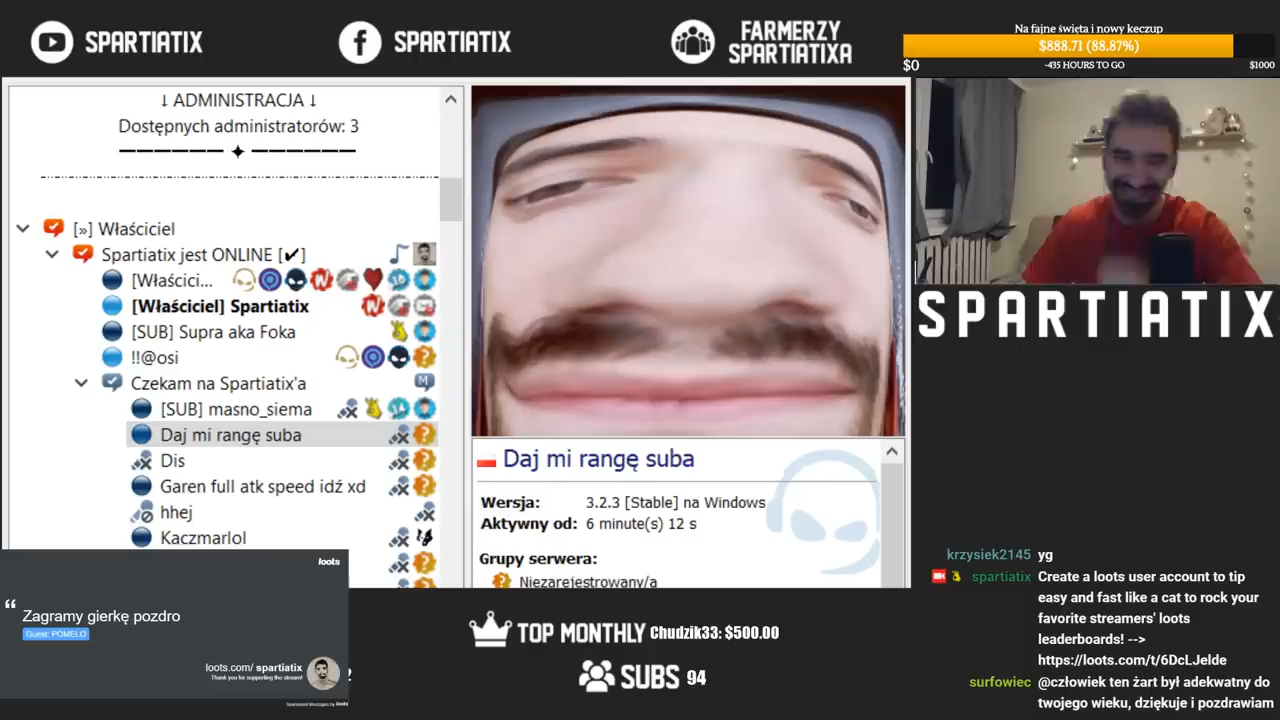 SPARTIATIX
SPARTIATIX
FARMERZY
SPARTIATIXA
Na fajne święta i nowy keczup
$888.71 (88.87%)
$0
-435 HOURS TO GO
$1000
↓ ADMINISTRACJA ↓
Dostępnych administratorów: 3
[»] Właściciel
Spartiatix jest ONLINE [✔]
[Właścici...
[Właściciel] Spartiatix
[SUB] Supra aka Foka
!!@osi
Czekam na Spartiatix'a
M
[SUB] masno_siema
Daj mi rangę suba
Dis
Garen full atk speed idź xd
hhej
Kaczmarlol
Daj mi rangę suba
Wersja: 3.2.3 [Stable] na Windows
Aktywny od: 6 minute(s) 12 s
Grupy serwera:
Niezarejestrowany/a
SPARTIATIX
loots
“ Zagramy gierkę pozdro
Guest: POMELO
loots.com/ spartiatix
Thank you for supporting the stream!
Sponsored Messages by loots
TOP MONTHLY Chudzik33: $500.00
SUBS 94
krzysiek2145 yg
spartiatix Create a loots user account to tip
easy and fast like a cat to rock your
favorite streamers' loots
leaderboards! -->
https://loots.com/t/6DcLJelde
surfowiec @człowiek ten żart był adekwatny do
twojego wieku, dziękuje i pozdrawiam